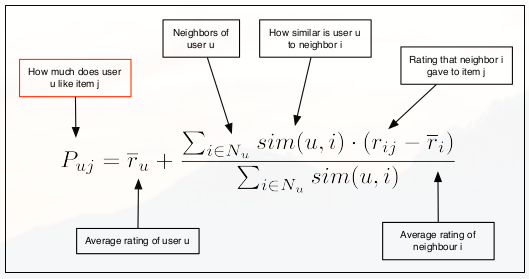 Neighbors of
user u
How similar is user u
to neighbor i
How much does user
u like item j
Rating that neighbor i
gave to item j
P_{uj} = \overline{r}_u + \frac{\sum_{i \in N_u} sim(u, i) \cdot (r_{ij} - \overline{r}_i)}{\sum_{i \in N_u} sim(u, i)}
Average rating of user u
Average rating of
neighbour i